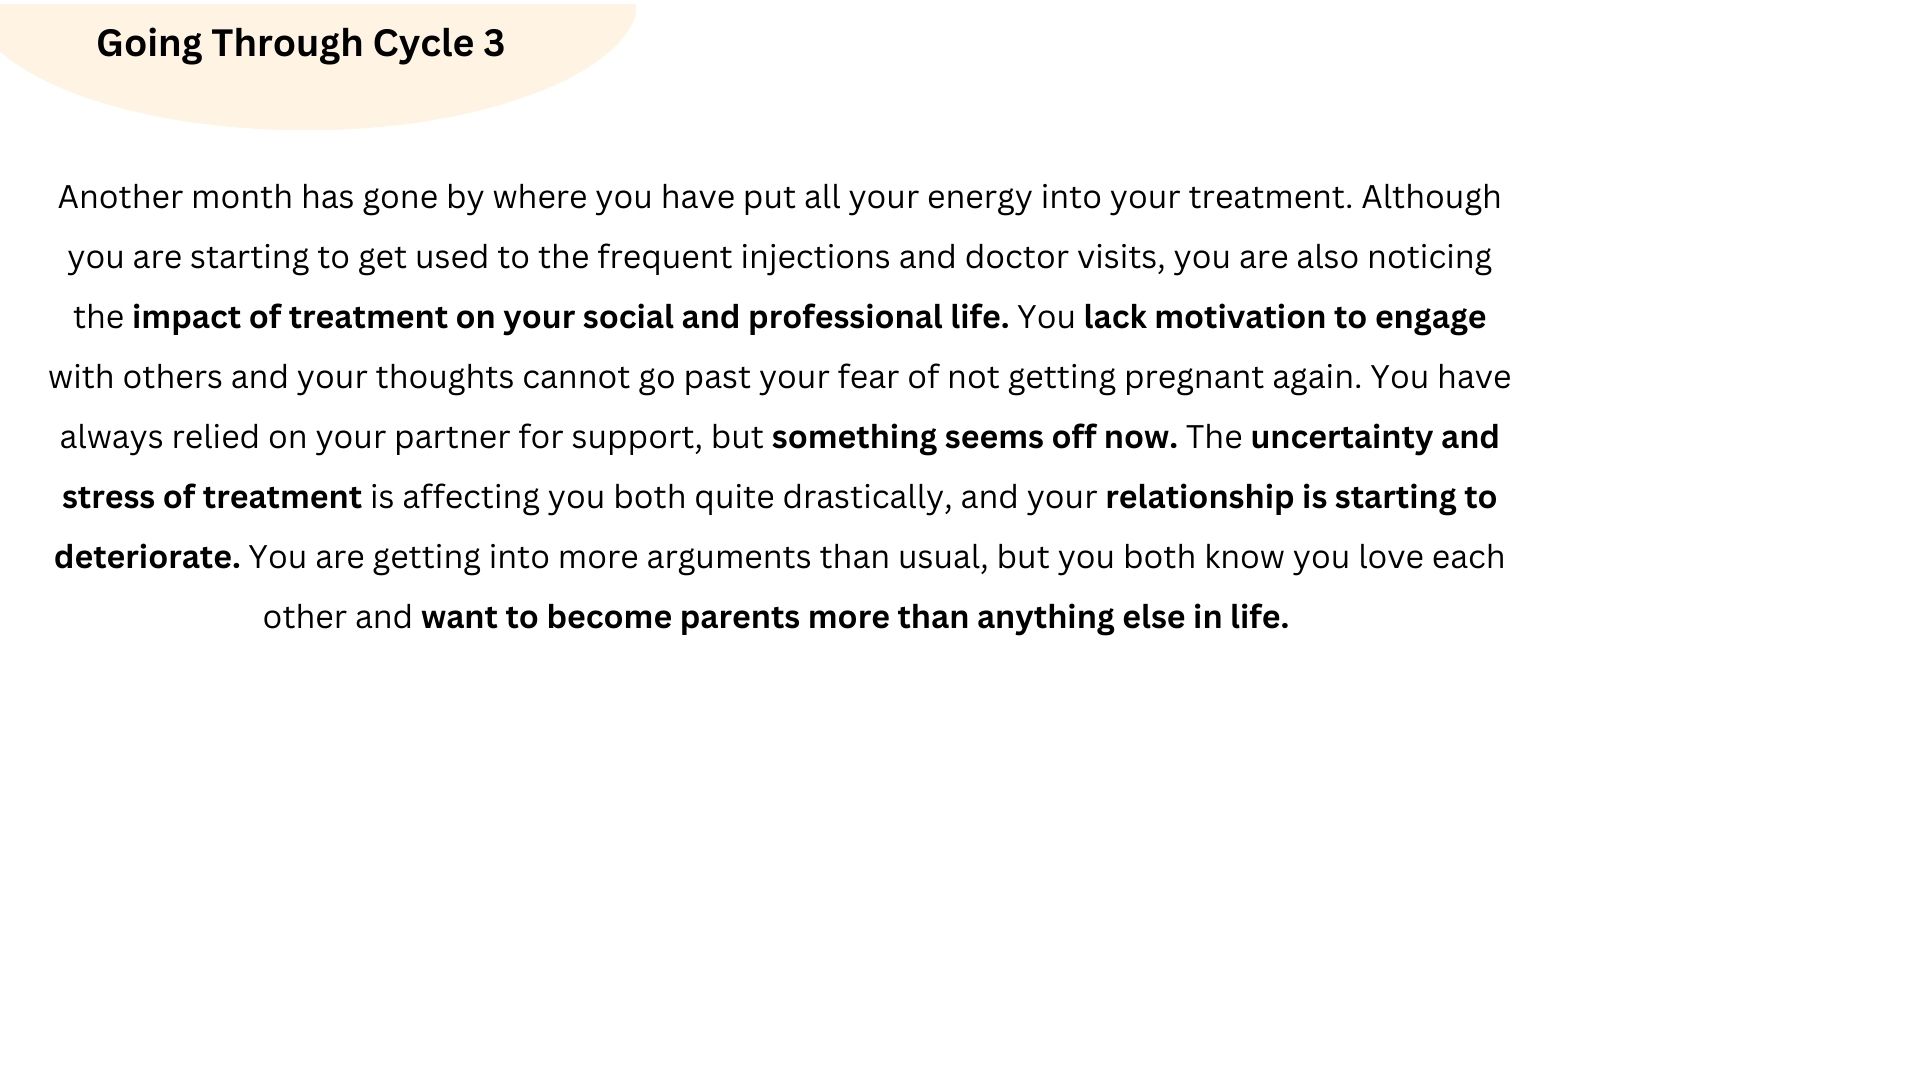 Going Through Cycle 3
Another month has gone by where you have put all your energy into your treatment. Although
you are starting to get used to the frequent injections and doctor visits, you are also noticing
the impact of treatment on your social and professional life. You lack motivation to engage
with others and your thoughts cannot go past your fear of not getting pregnant again. You have
always relied on your partner for support, but something seems off now. The uncertainty and
stress of treatment is affecting you both quite drastically, and your relationship is starting to
deteriorate. You are getting into more arguments than usual, but you both know you love each
other and want to become parents more than anything else in life.